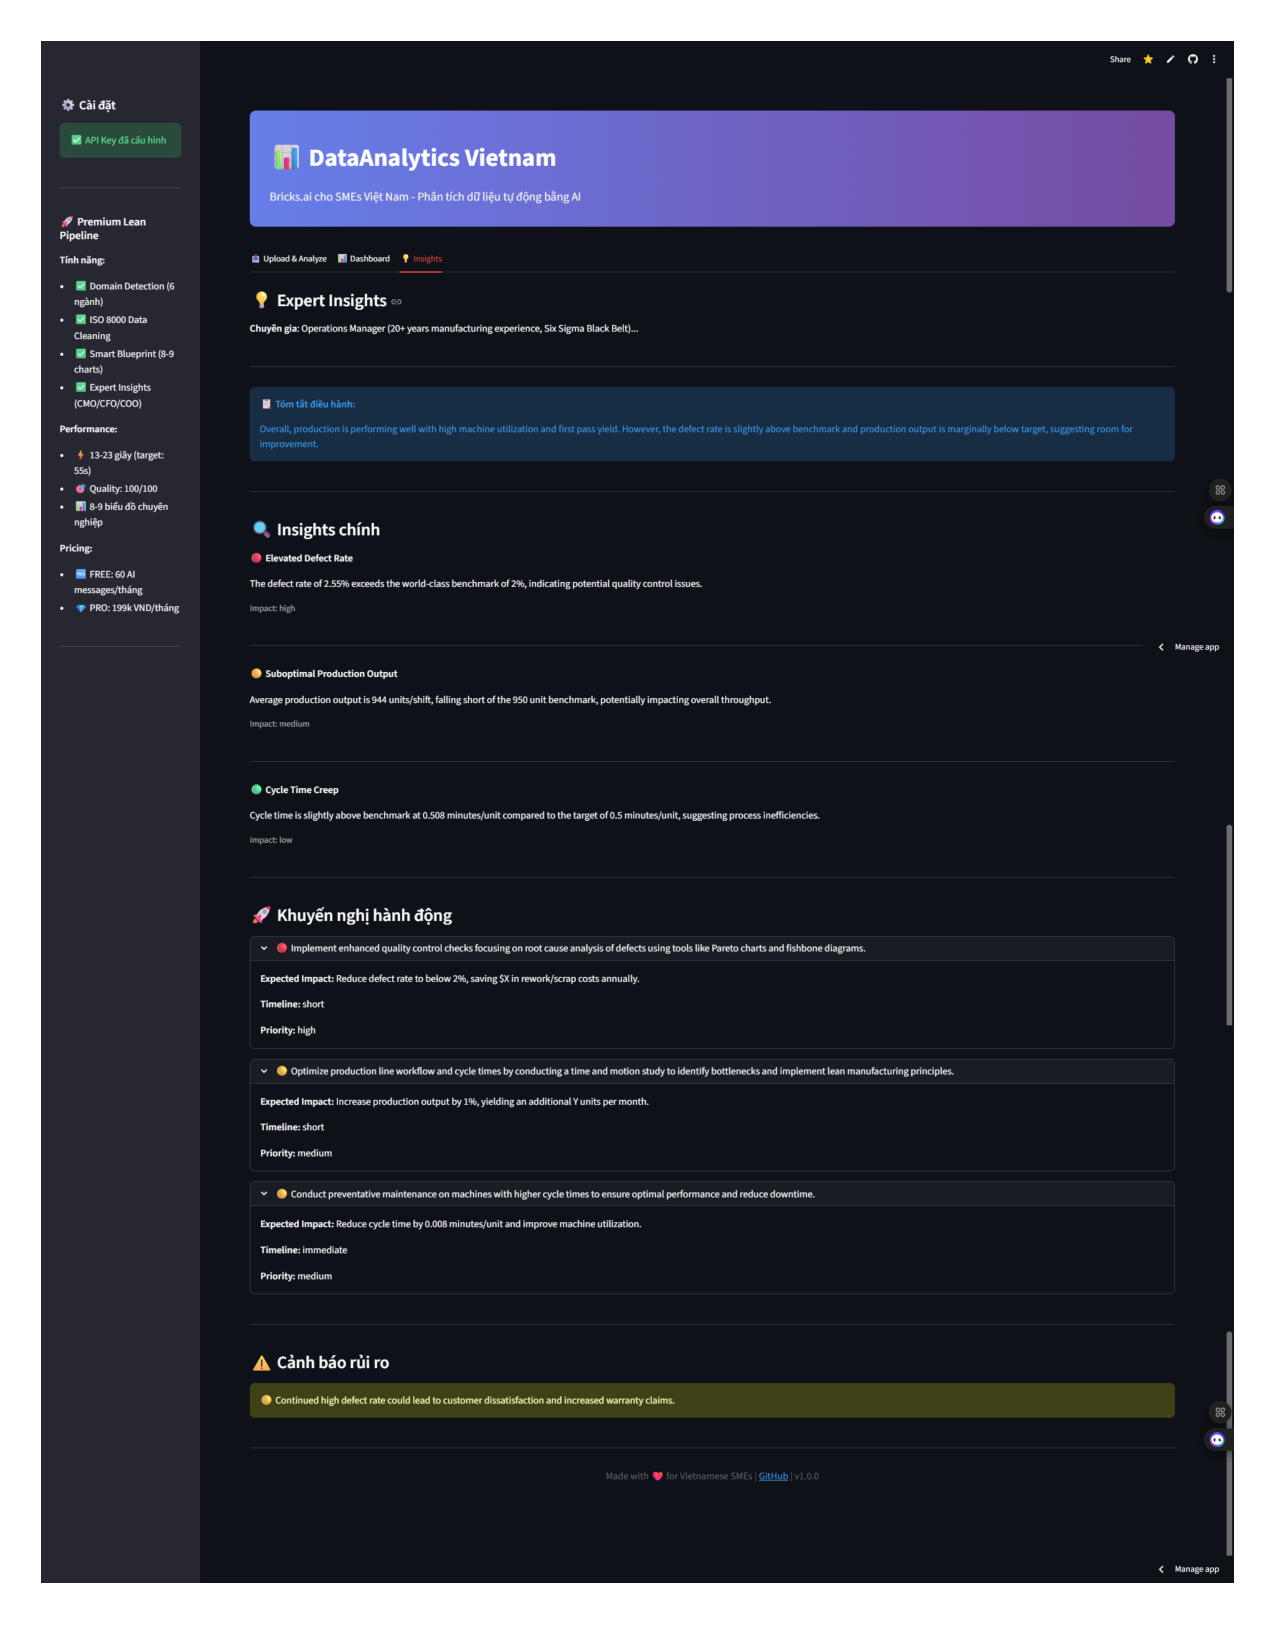 Share
Cài đặt
API Key đã cấu hình
Premium Lean
Pipeline
Tính năng:
Domain Detection (6
ngành)
ISO 8000 Data
Cleaning
Smart Blueprint (8-9
charts)
Expert Insights
(CMO/CFO/COO)
Performance:
13-23 giây (target:
55s)
Quality: 100/100
8-9 biểu đồ chuyên
nghiệp
Pricing:
FREE: 60 AI
messages/tháng
PRO: 199k VND/tháng
DataAnalytics Vietnam
Bricks.ai cho SMEs Việt Nam - Phân tích dữ liệu tự động bằng AI
Upload & Analyze Dashboard Insights
Expert Insights
Chuyên gia: Operations Manager (20+ years manufacturing experience, Six Sigma Black Belt)...
Tóm tắt điều hành:
Overall, production is performing well with high machine utilization and first pass yield. However, the defect rate is slightly above benchmark and production output is marginally below target, suggesting room for
improvement.
Insights chính
Elevated Defect Rate
The defect rate of 2.55% exceeds the world-class benchmark of 2%, indicating potential quality control issues.
Impact: high
Manage app
Suboptimal Production Output
Average production output is 944 units/shift, falling short of the 950 unit benchmark, potentially impacting overall throughput.
Impact: medium
Cycle Time Creep
Cycle time is slightly above benchmark at 0.508 minutes/unit compared to the target of 0.5 minutes/unit, suggesting process inefficiencies.
Impact: low
Khuyến nghị hành động
Implement enhanced quality control checks focusing on root cause analysis of defects using tools like Pareto charts and fishbone diagrams.
Expected Impact: Reduce defect rate to below 2%, saving $X in rework/scrap costs annually.
Timeline: short
Priority: high
Optimize production line workflow and cycle times by conducting a time and motion study to identify bottlenecks and implement lean manufacturing principles.
Expected Impact: Increase production output by 1%, yielding an additional Y units per month.
Timeline: short
Priority: medium
Conduct preventative maintenance on machines with higher cycle times to ensure optimal performance and reduce downtime.
Expected Impact: Reduce cycle time by 0.008 minutes/unit and improve machine utilization.
Timeline: immediate
Priority: medium
Cảnh báo rủi ro
Continued high defect rate could lead to customer dissatisfaction and increased warranty claims.
Made with ❤️ for Vietnamese SMEs | GitHub | v1.0.0
Manage app